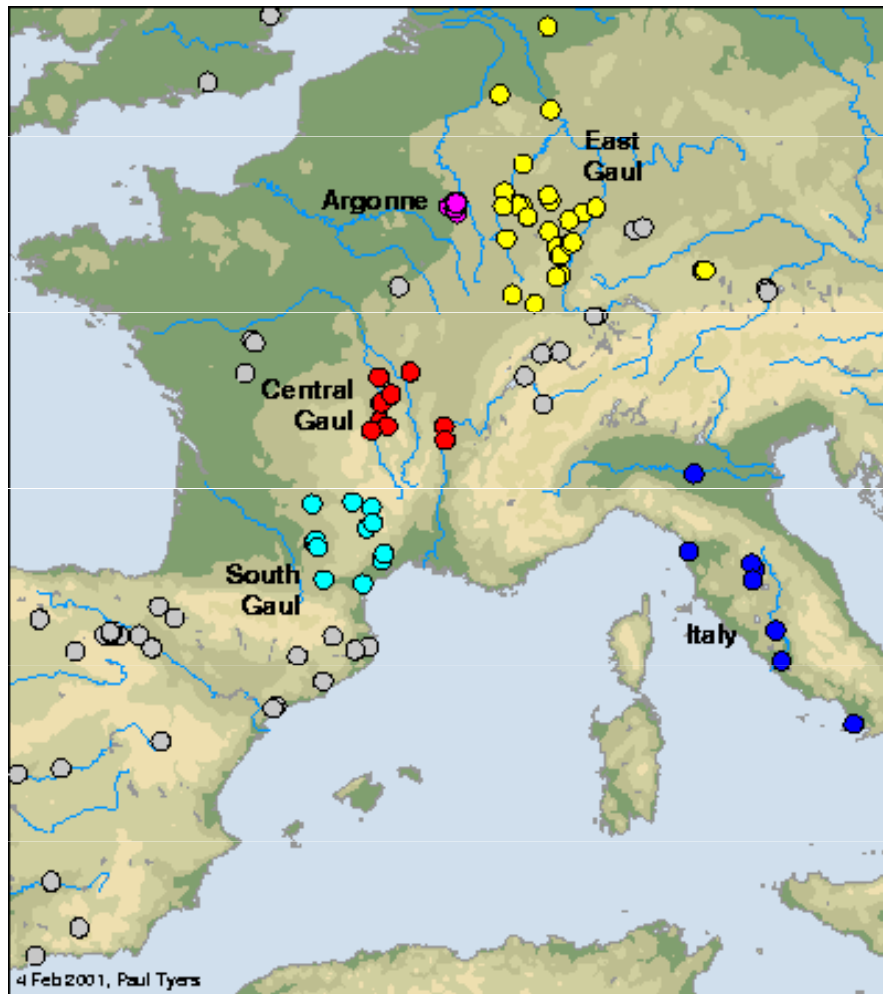 East
Gaul
Argonne
Central
Gaul
South
Gaul
Italy
4 Feb 2001, Paul Tyers